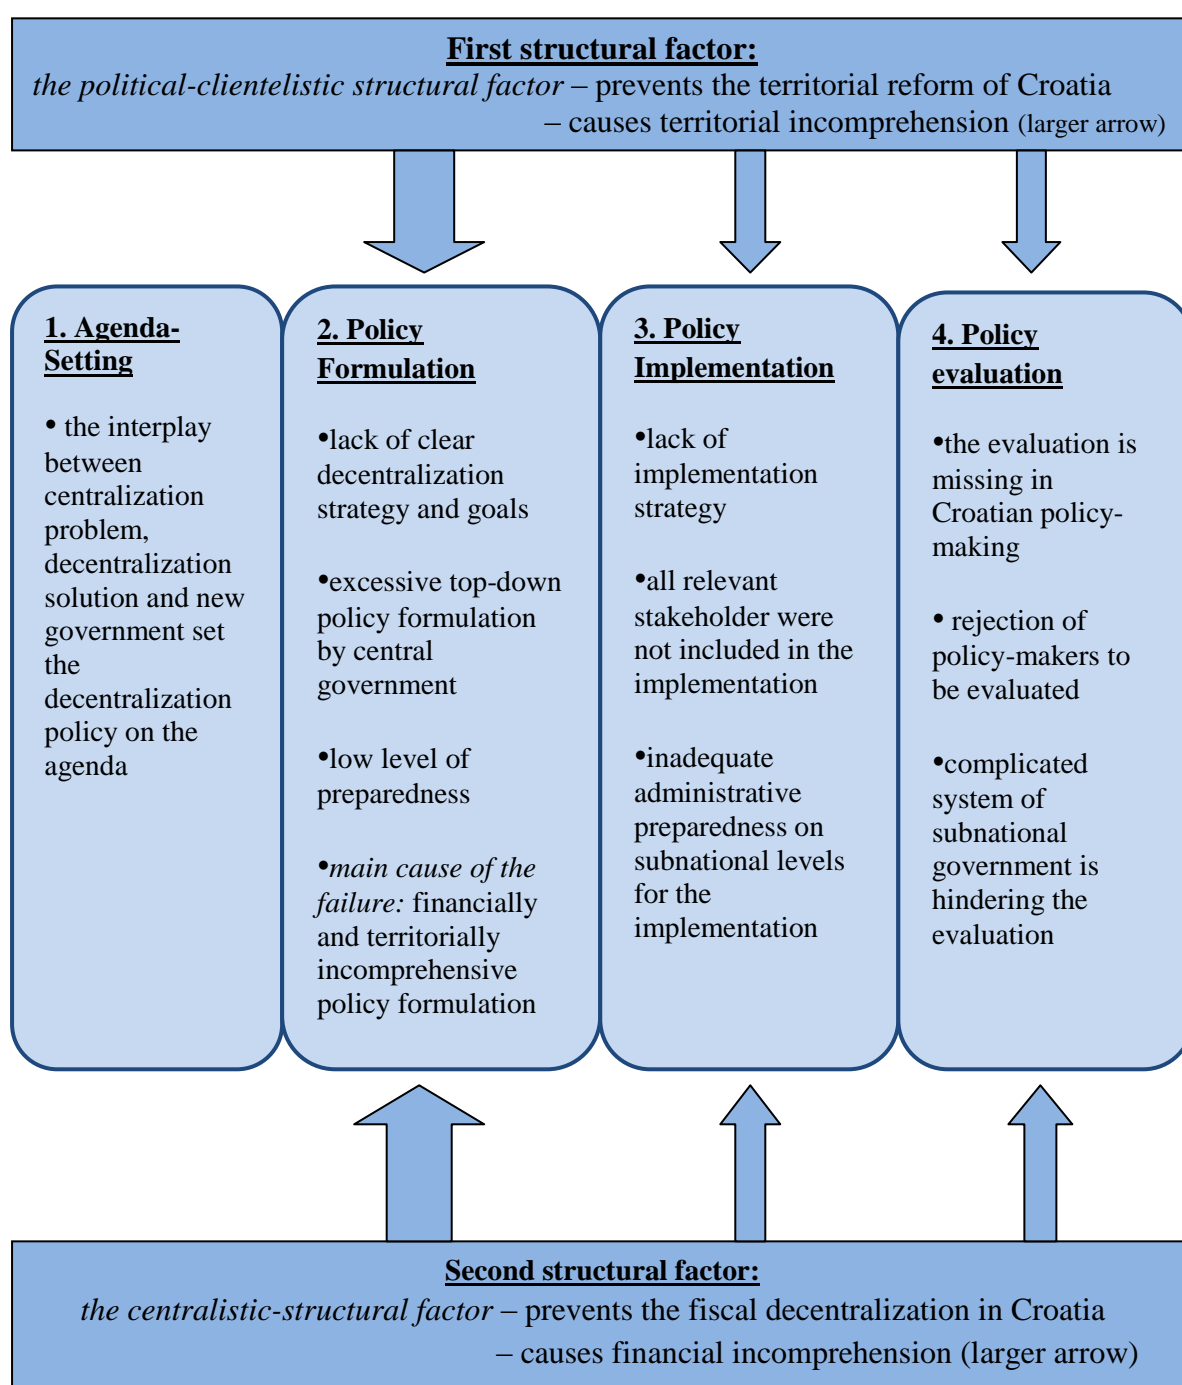 First structural factor:
the political-clientelistic structural factor – prevents the territorial reform of Croatia
– causes territorial incomprehension (larger arrow)
1. Agenda-
Setting
• the interplay
between
centralization
problem,
decentralization
solution and new
government set
the
decentralization
policy on the
agenda
2. Policy
Formulation
•lack of clear
decentralization
strategy and goals
•excessive top-down
policy formulation
by central
government
•low level of
preparedness
•main cause of the
failure: financially
and territorially
incomprehensive
policy formulation
3. Policy
Implementation
•lack of
implementation
strategy
•all relevant
stakeholder were
not included in the
implementation
•inadequate
administrative
preparedness on
subnational levels
for the
implementation
4. Policy
evaluation
•the evaluation is
missing in
Croatian policy-
making
• rejection of
policy-makers to
be evaluated
•complicated
system of
subnational
government is
hindering the
evaluation
Second structural factor:
the centralistic-structural factor – prevents the fiscal decentralization in Croatia
– causes financial incomprehension (larger arrow)